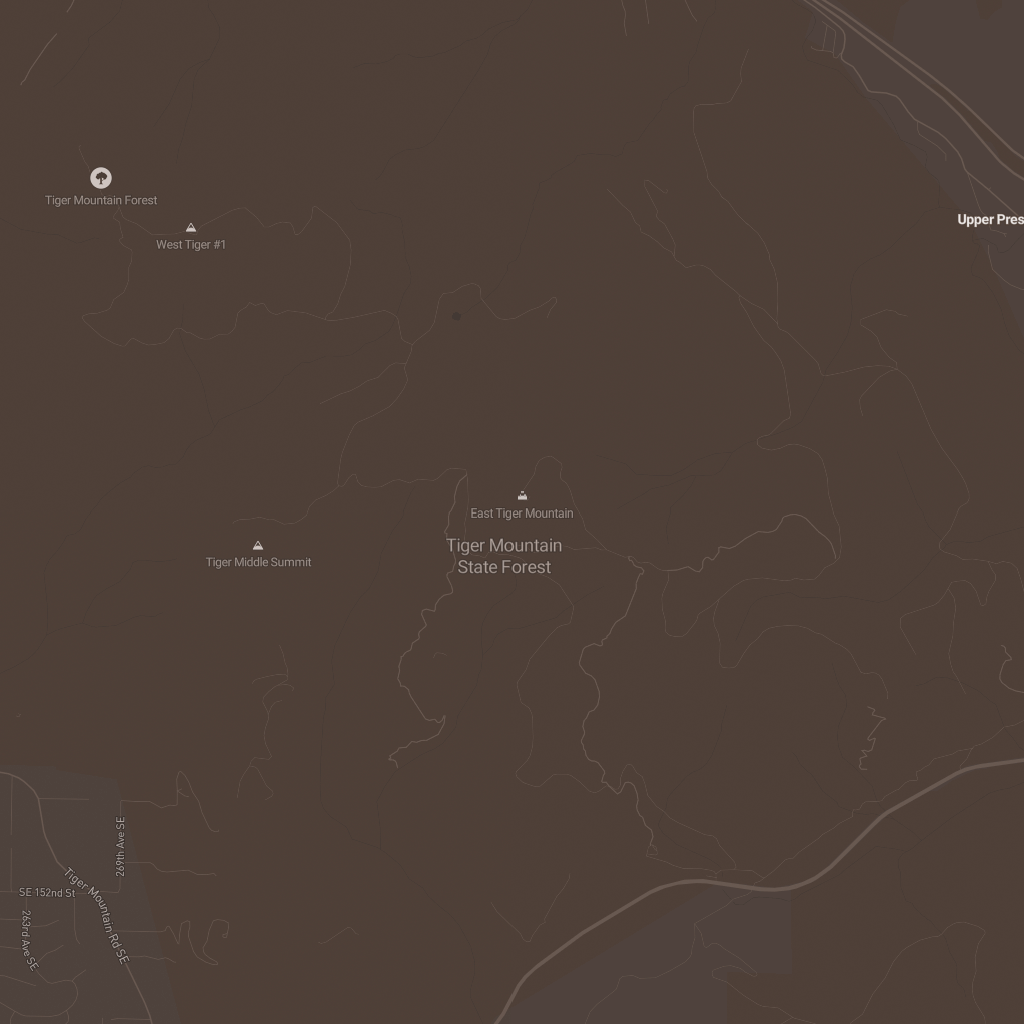 Tiger Mountain Forest
Upper Pres
West Tiger #1
East Tiger Mountain
Tiger Mountain
State Forest
Tiger Middle Summit
269th Ave SE
Tiger Mountain Rd SE
SE 152nd St
263rd Ave SE